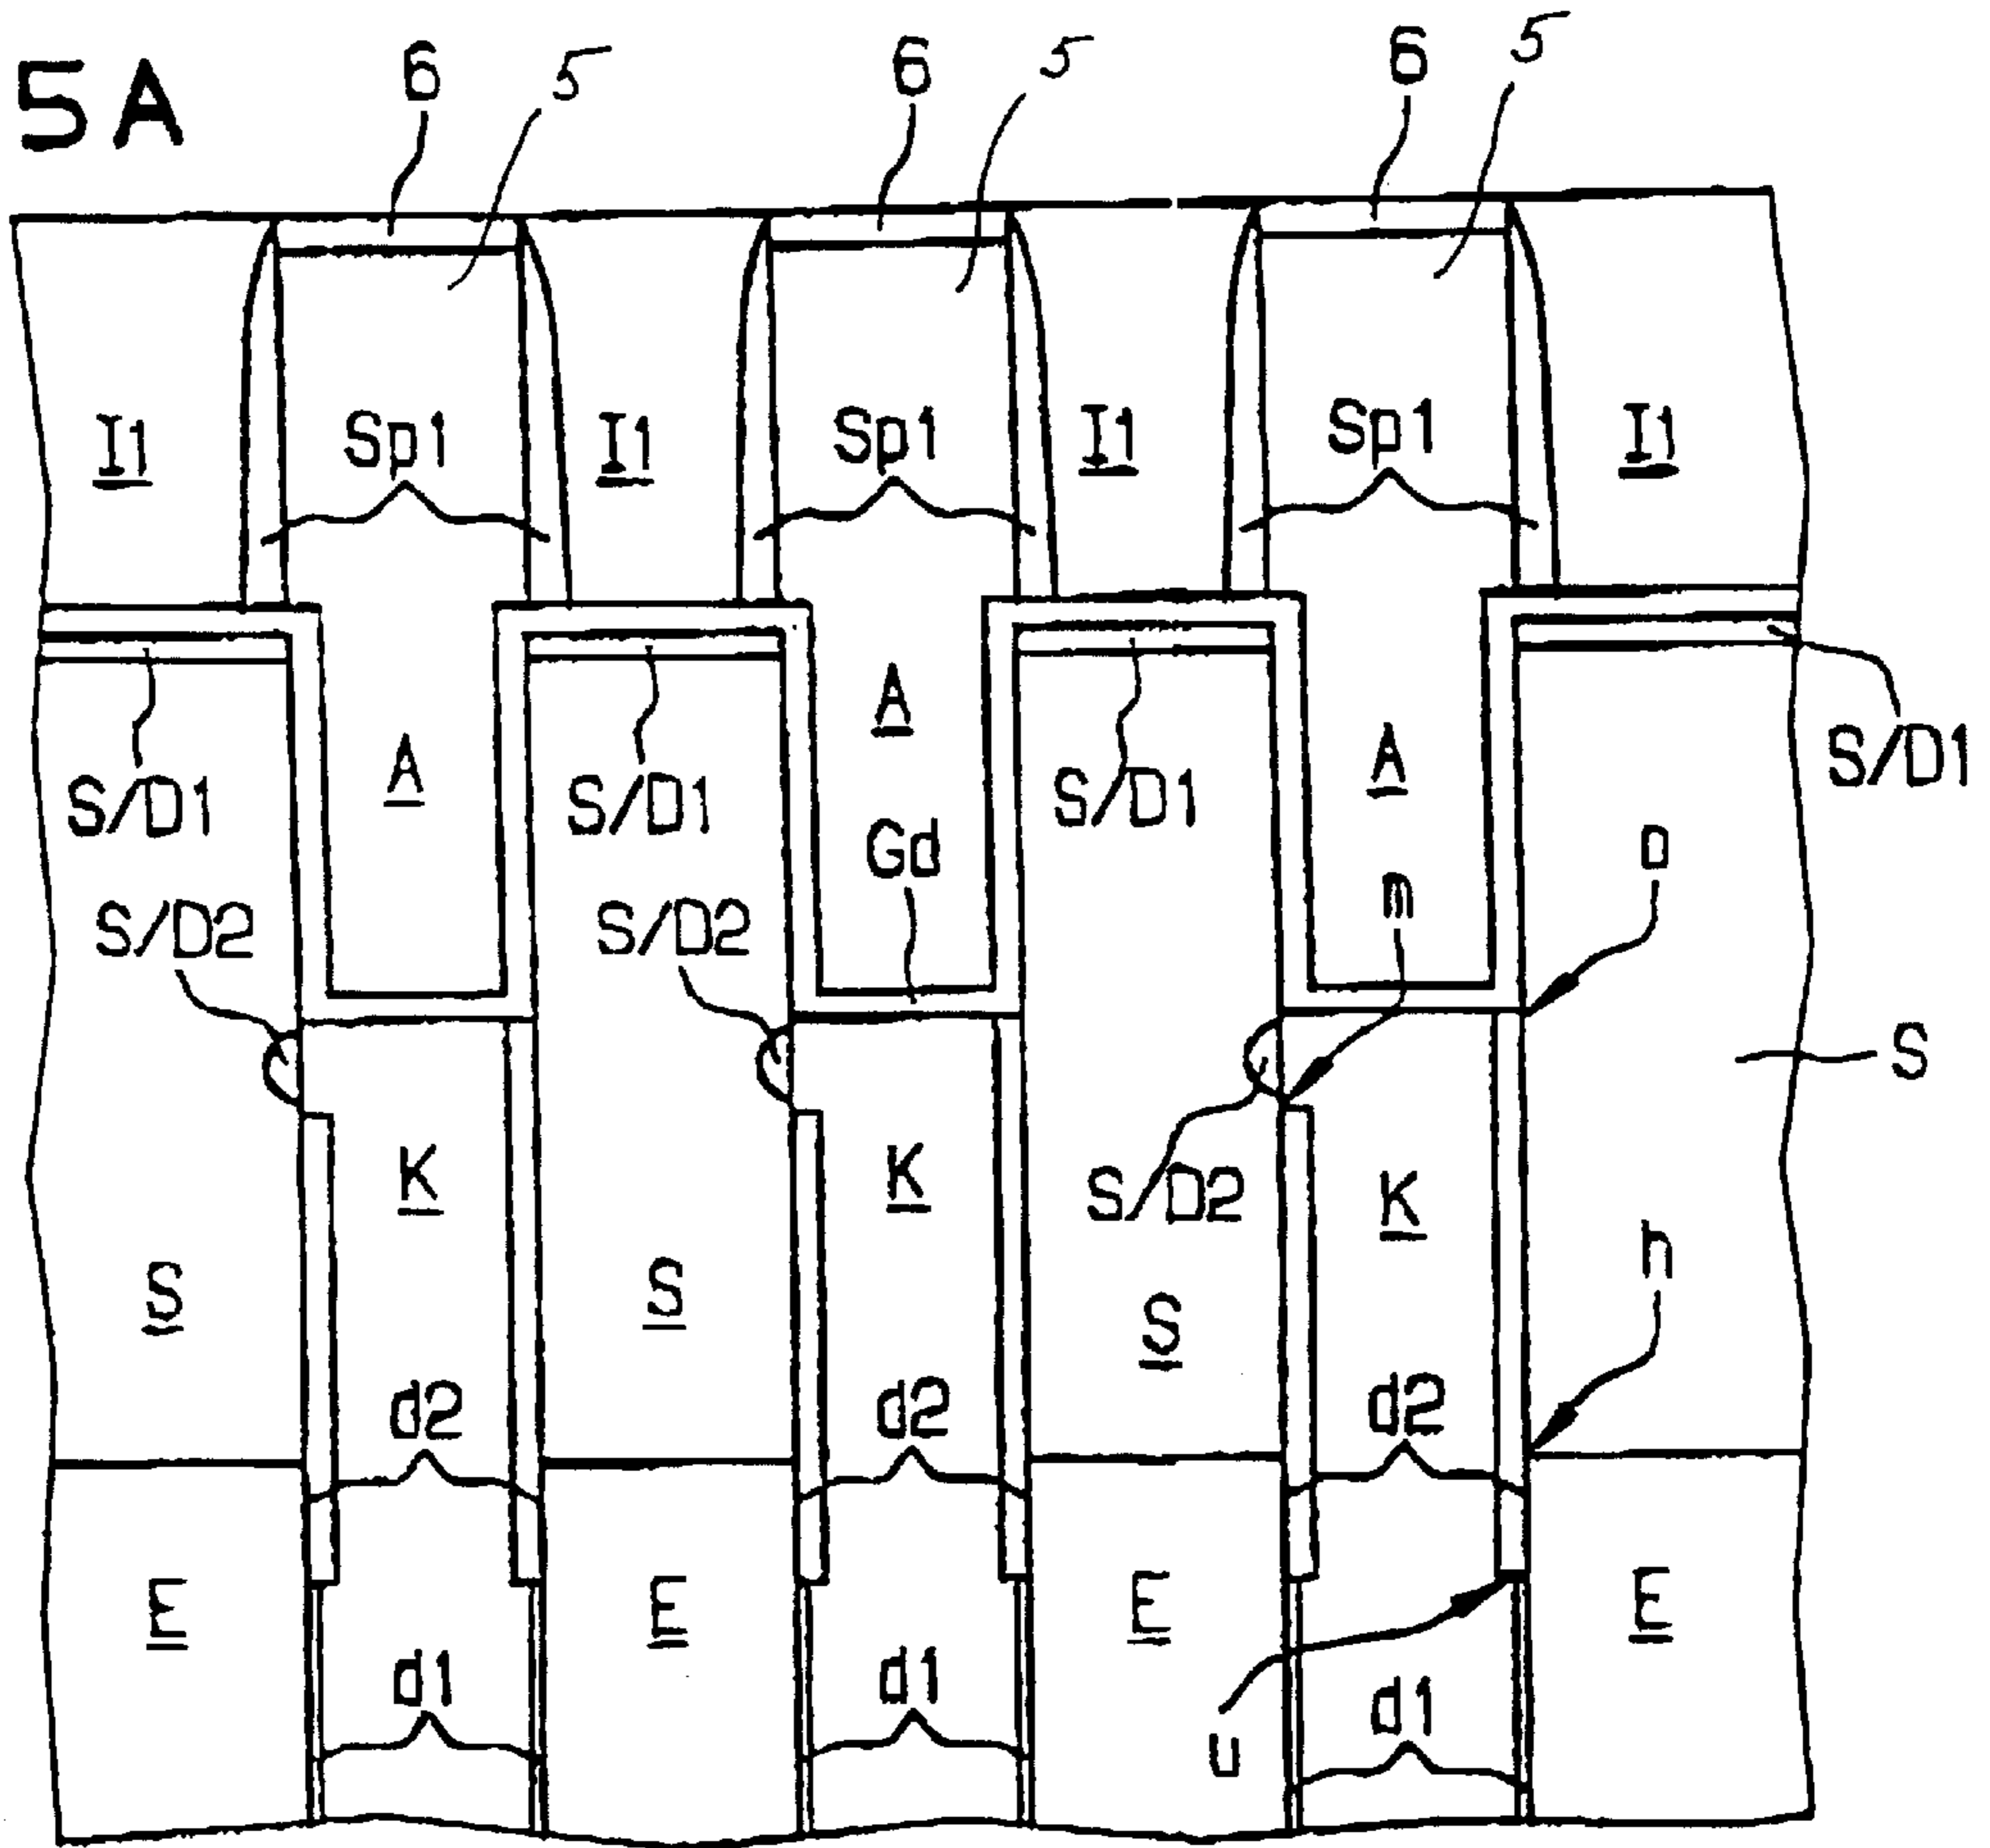 5A
6 5 6 5 6 5
I1 Sp1 I1 Sp1 I1 Sp1 I1
A S/D1
A A
S/D1 S/D1 S/D1
Gd m o
S/D2 S/D2
S
K K K
S/D2
h
S S S
d2 d2 d2
E E E E
d1 d1 d1
u